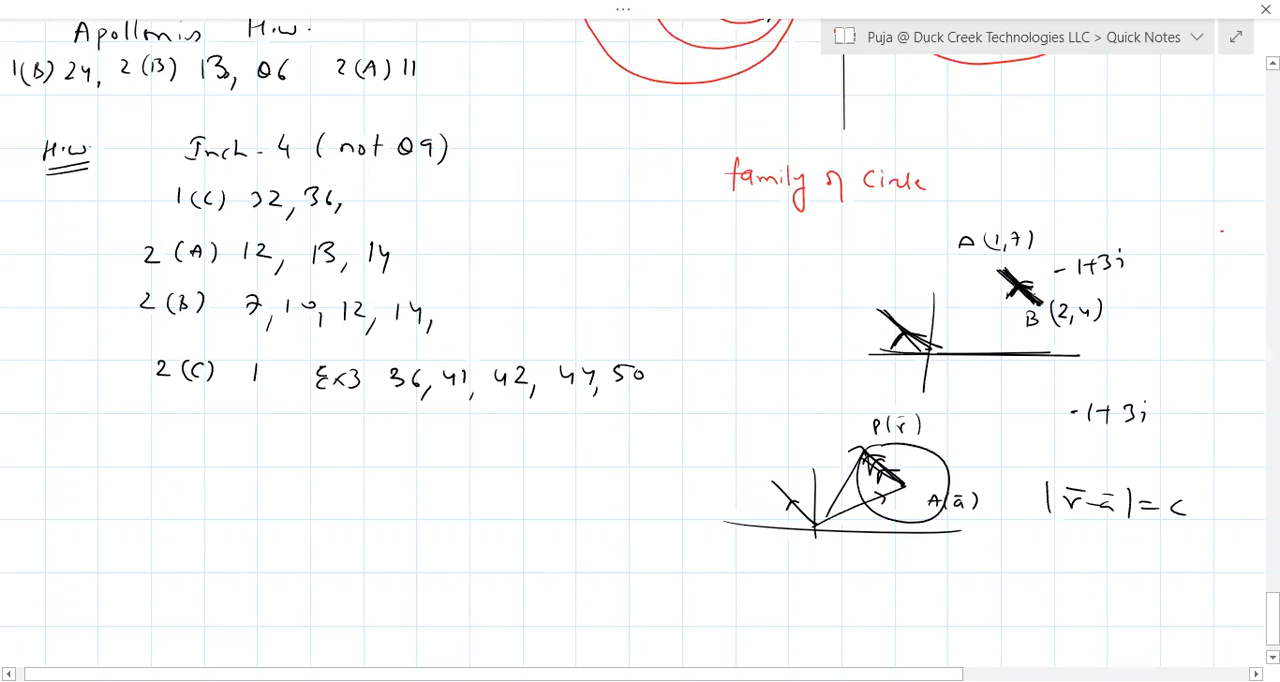 Apollonis H.W.
1(B) 24, 2(B) 13, 06 2(A) 11
H.W. Inch-4 (not Q9)
1(C) 32, 36,
2(A) 12, 13, 14
2(B) 7, 10, 12, 14,
2(C) 1 Ex3 36, 41, 42, 44, 50
Puja @ Duck Creek Technologies LLC > Quick Notes
family of circle
A(1,7)
-1+3i
B (2,4)
-1+3i
P(r̄)
A(ā)
|r̄-ā|=c